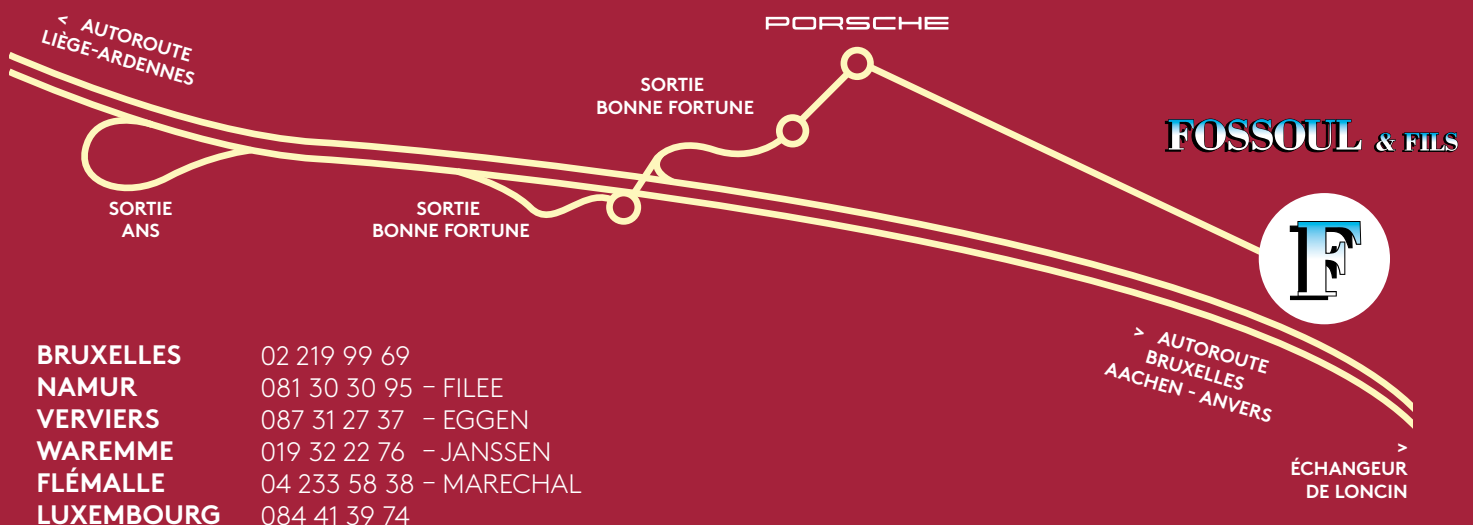 < AUTOROUTE
LIÈGE-ARDENNES
PORSCHE
SORTIE
BONNE FORTUNE
FOSSOUL & FILS
SORTIE
ANS
SORTIE
BONNE FORTUNE
F
> AUTOROUTE
BRUXELLES
AACHEN - ANVERS
>
ÉCHANGEUR
DE LONCIN
BRUXELLES 02 219 99 69
NAMUR 081 30 30 95 – FILEE
VERVIERS 087 31 27 37 – EGGEN
WAREMME 019 32 22 76 – JANSSEN
FLÉMALLE 04 233 58 38 – MARECHAL
LUXEMBOURG 084 41 39 74